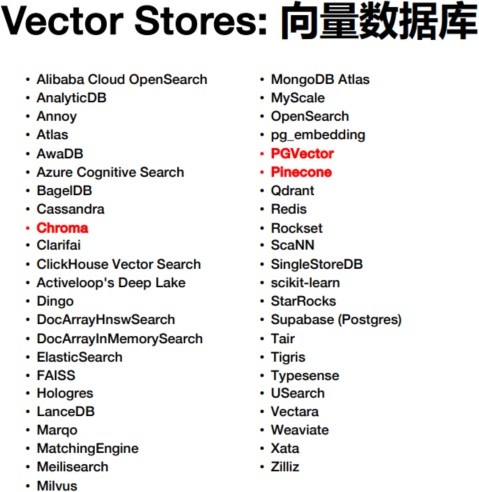 Vector Stores: 向量数据库
• Alibaba Cloud OpenSearch
• AnalyticDB
• Annoy
• Atlas
• AwaDB
• Azure Cognitive Search
• BagelDB
• Cassandra
• Chroma
• Clarifai
• ClickHouse Vector Search
• Activeloop's Deep Lake
• Dingo
• DocArrayHnswSearch
• DocArrayInMemorySearch
• ElasticSearch
• FAISS
• Hologres
• LanceDB
• Marqo
• MatchingEngine
• Meilisearch
• Milvus
• MongoDB Atlas
• MyScale
• OpenSearch
• pg_embedding
• PGVector
• Pinecone
• Qdrant
• Redis
• Rockset
• ScaNN
• SingleStoreDB
• scikit-learn
• StarRocks
• Supabase (Postgres)
• Tair
• Tigris
• Typesense
• USearch
• Vectara
• Weaviate
• Xata
• Zilliz